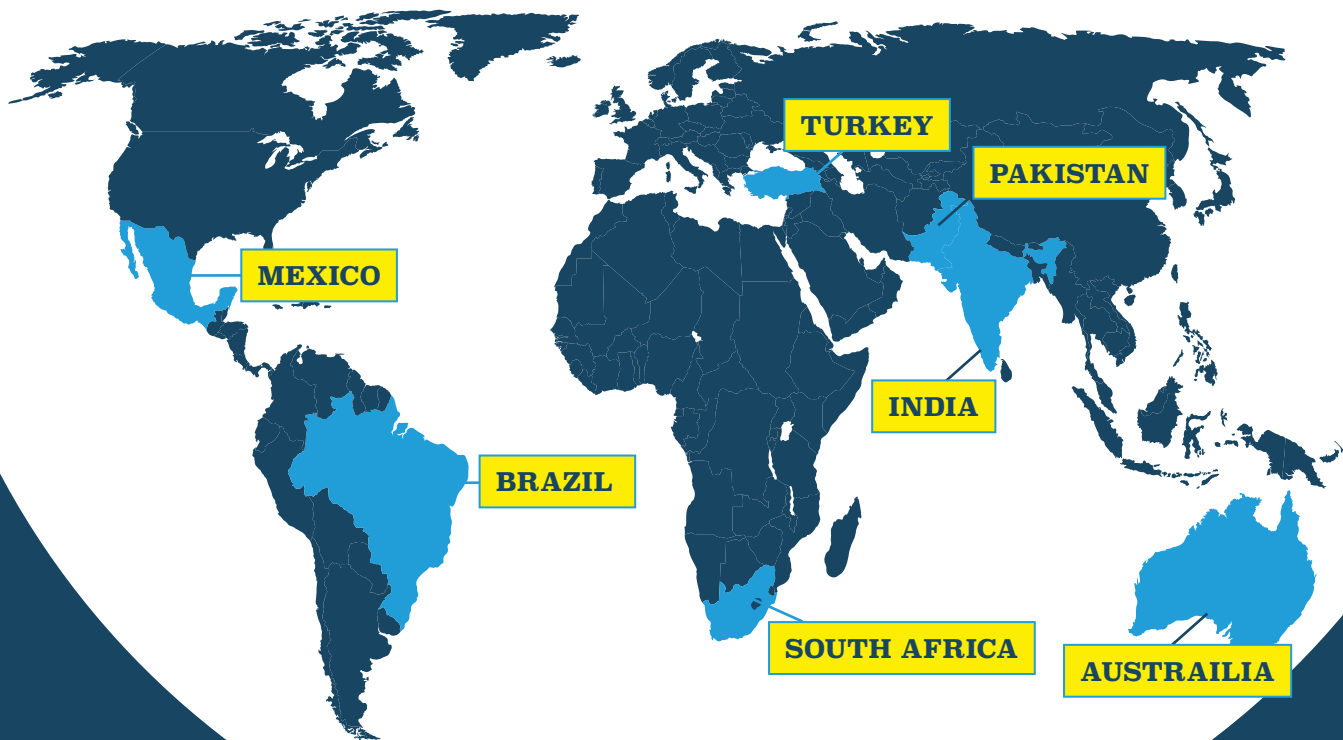 TURKEY
PAKISTAN
MEXICO
INDIA
BRAZIL
SOUTH AFRICA
AUSTRAILIA